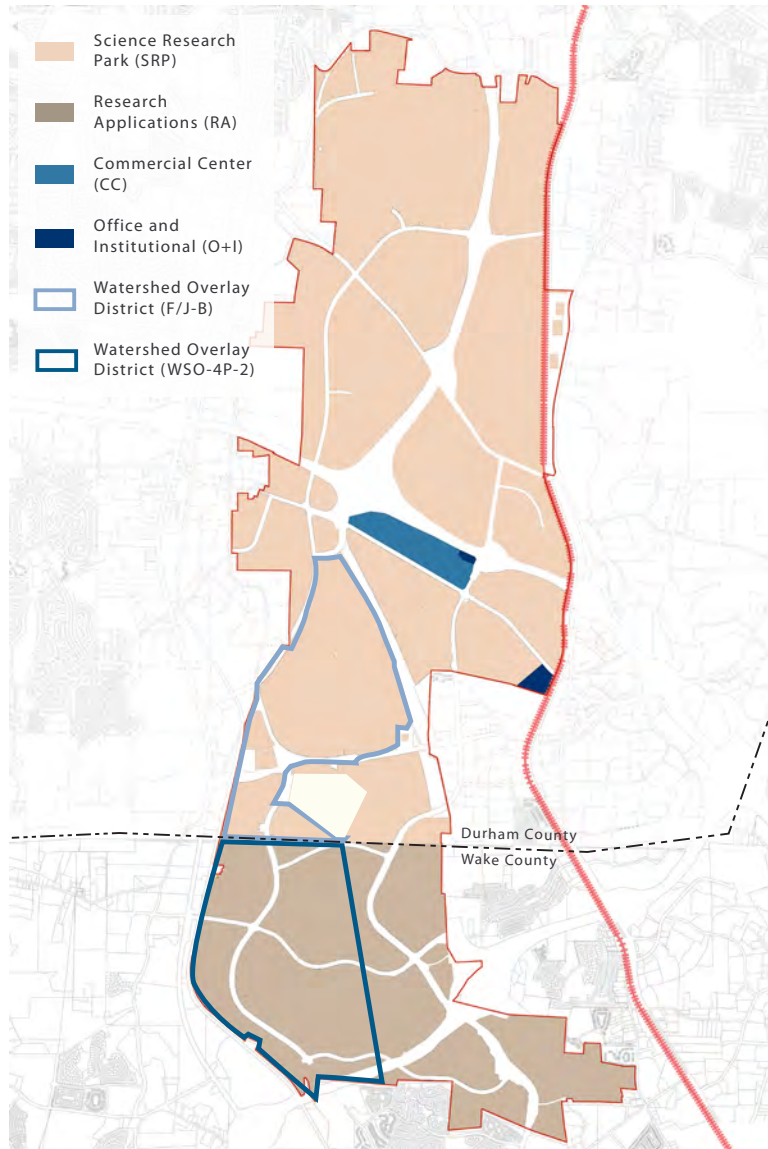 Science Research
Park (SRP)
Research
Applications (RA)
Commercial Center
(CC)
Office and
Institutional (O+I)
Watershed Overlay
District (F/J-B)
Watershed Overlay
District (WSO-4P-2)
Durham County
Wake County